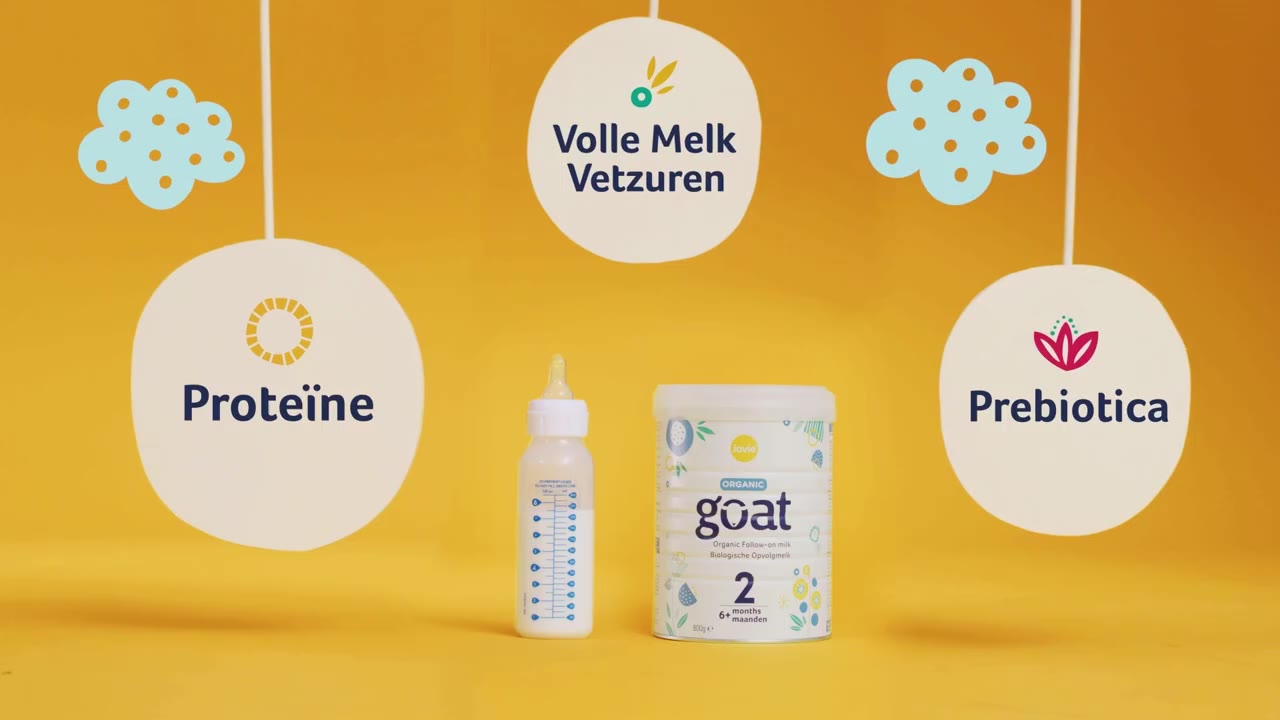 Volle Melk
Vetzuren
Proteïne
Prebiotica
Jovie
ORGANIC
goat
Organic Follow-on milk
Biologische Opvolgmelk
2
6+ months
maanden
800g e